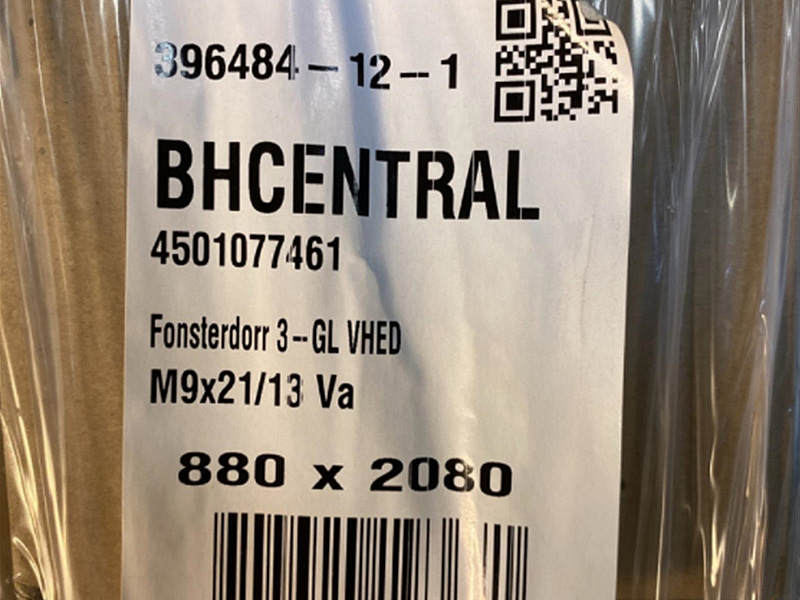 396484-12--1
BHCENTRAL
4501077461
Fonsterdorr 3--GL VHED
M9x21/13 Va
880 x 2080